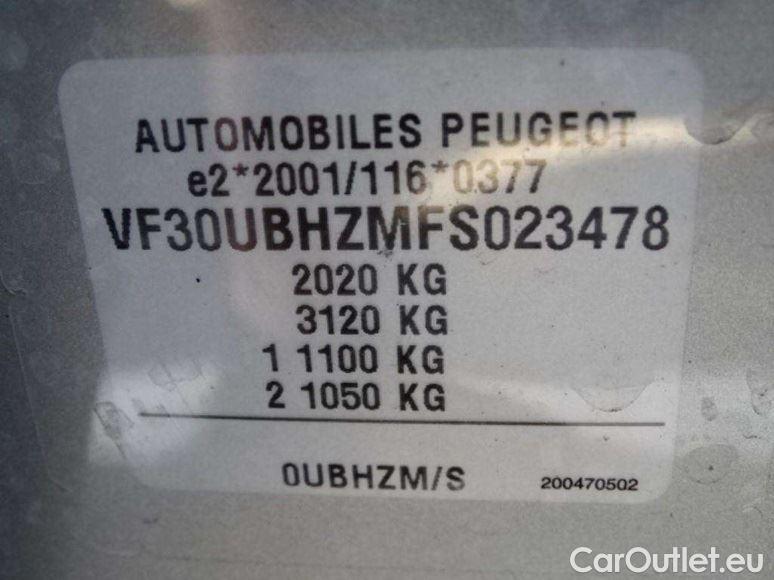 AUTOMOBILES PEUGEOT
e2*2001/116*0377
VF30UBHZMFS023478
2020 KG
3120 KG
1 1100 KG
2 1050 KG
0UBHZM/S 200470502
CarOutlet.eu